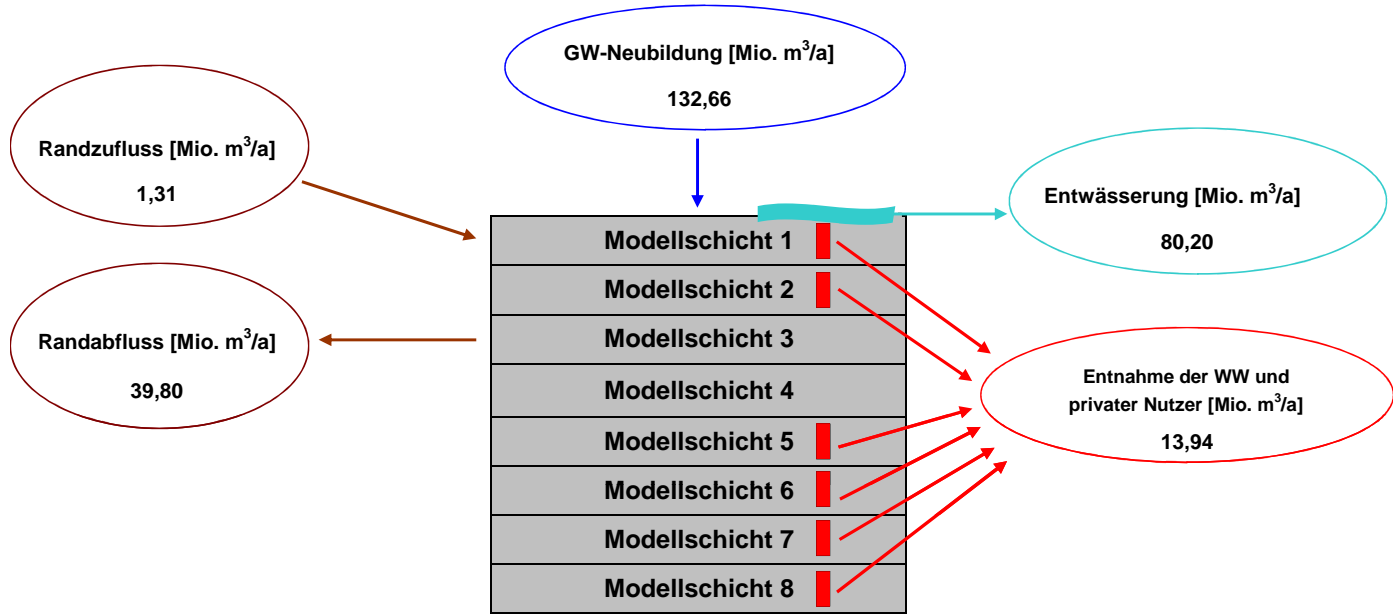 GW-Neubildung [Mio. m³/a]
132,66
Randzufluss [Mio. m³/a]
1,31
Entwässerung [Mio. m³/a]
80,20
Randabfluss [Mio. m³/a]
39,80
Entnahme der WW und
privater Nutzer [Mio. m³/a]
13,94
Modellschicht 1
Modellschicht 2
Modellschicht 3
Modellschicht 4
Modellschicht 5
Modellschicht 6
Modellschicht 7
Modellschicht 8